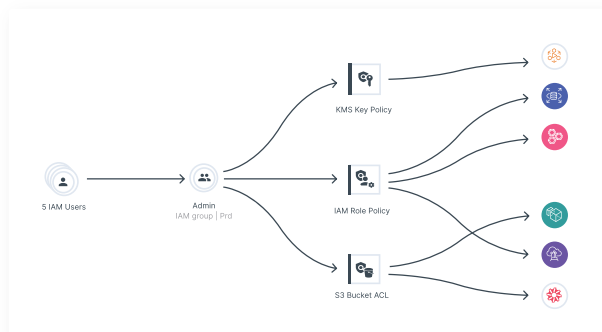 KMS Key Policy
5 IAM Users
Admin
IAM group | Prd
IAM Role Policy
S3 Bucket ACL